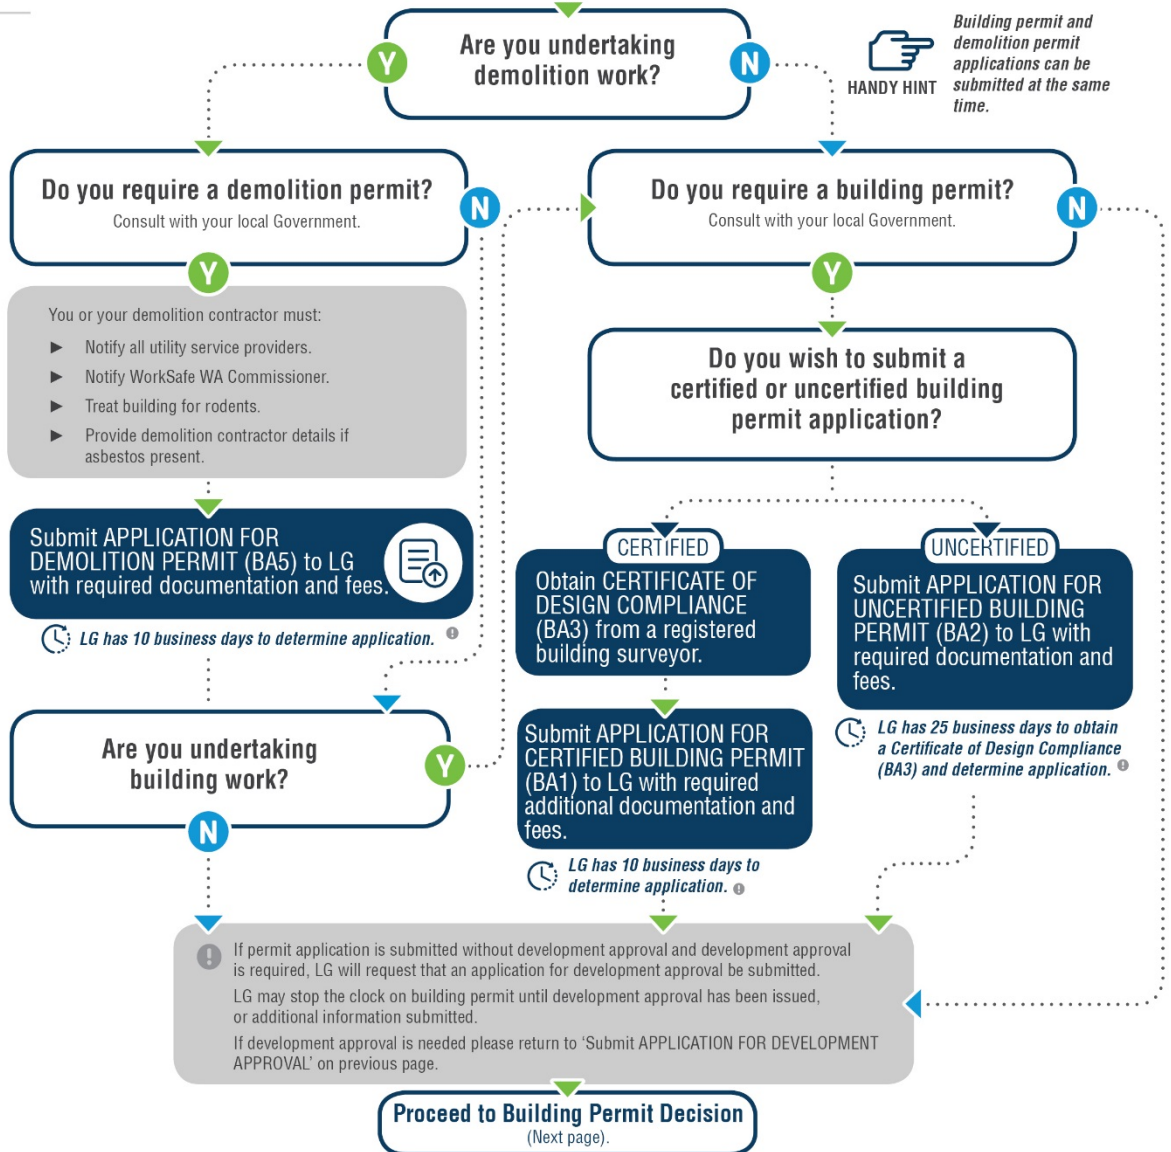 Are you undertaking
demolition work?
Y
N
HANDY HINT
Building permit and
demolition permit
applications can be
submitted at the same
time.
Do you require a demolition permit?
Consult with your local Government.
N
Y
Do you require a building permit?
Consult with your local Government.
N
Y
You or your demolition contractor must:
► Notify all utility service providers.
► Notify WorkSafe WA Commissioner.
► Treat building for rodents.
► Provide demolition contractor details if
asbestos present.
Do you wish to submit a
certified or uncertified building
permit application?
Submit APPLICATION FOR
DEMOLITION PERMIT (BA5) to LG
with required documentation and fees.
LG has 10 business days to determine application. !
CERTIFIED
Obtain CERTIFICATE OF
DESIGN COMPLIANCE
(BA3) from a registered
building surveyor.
UNCERTIFIED
Submit APPLICATION FOR
UNCERTIFIED BUILDING
PERMIT (BA2) to LG with
required documentation and
fees.
LG has 25 business days to obtain
a Certificate of Design Compliance
(BA3) and determine application. !
Are you undertaking
building work?
Y
N
Submit APPLICATION FOR
CERTIFIED BUILDING PERMIT
(BA1) to LG with required
additional documentation and
fees.
LG has 10 business days to
determine application. !
! If permit application is submitted without development approval and development approval
is required, LG will request that an application for development approval be submitted.
LG may stop the clock on building permit until development approval has been issued,
or additional information submitted.
If development approval is needed please return to ‘Submit APPLICATION FOR DEVELOPMENT
APPROVAL’ on previous page.
Proceed to Building Permit Decision
(Next page).